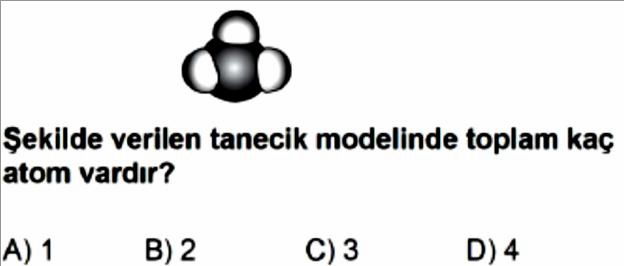 Şekilde verilen tanecik modelinde toplam kaç
atom vardır?
A) 1 B) 2 C) 3 D) 4